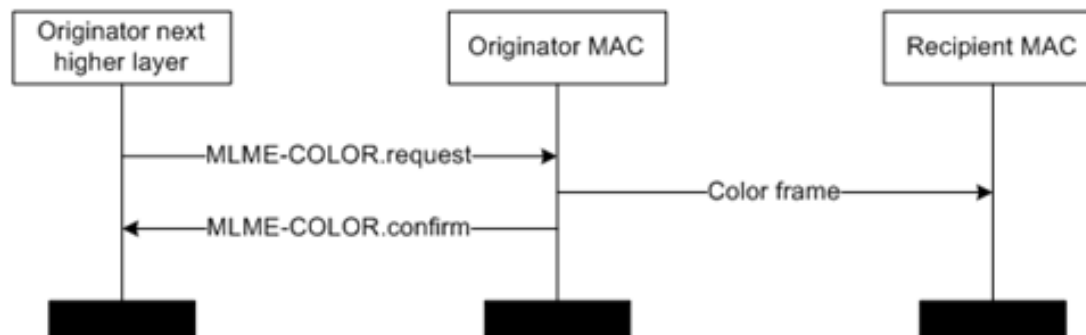 Originator next
higher layer
Originator MAC
Recipient MAC
MLME-COLOR.request
Color frame
MLME-COLOR.confirm